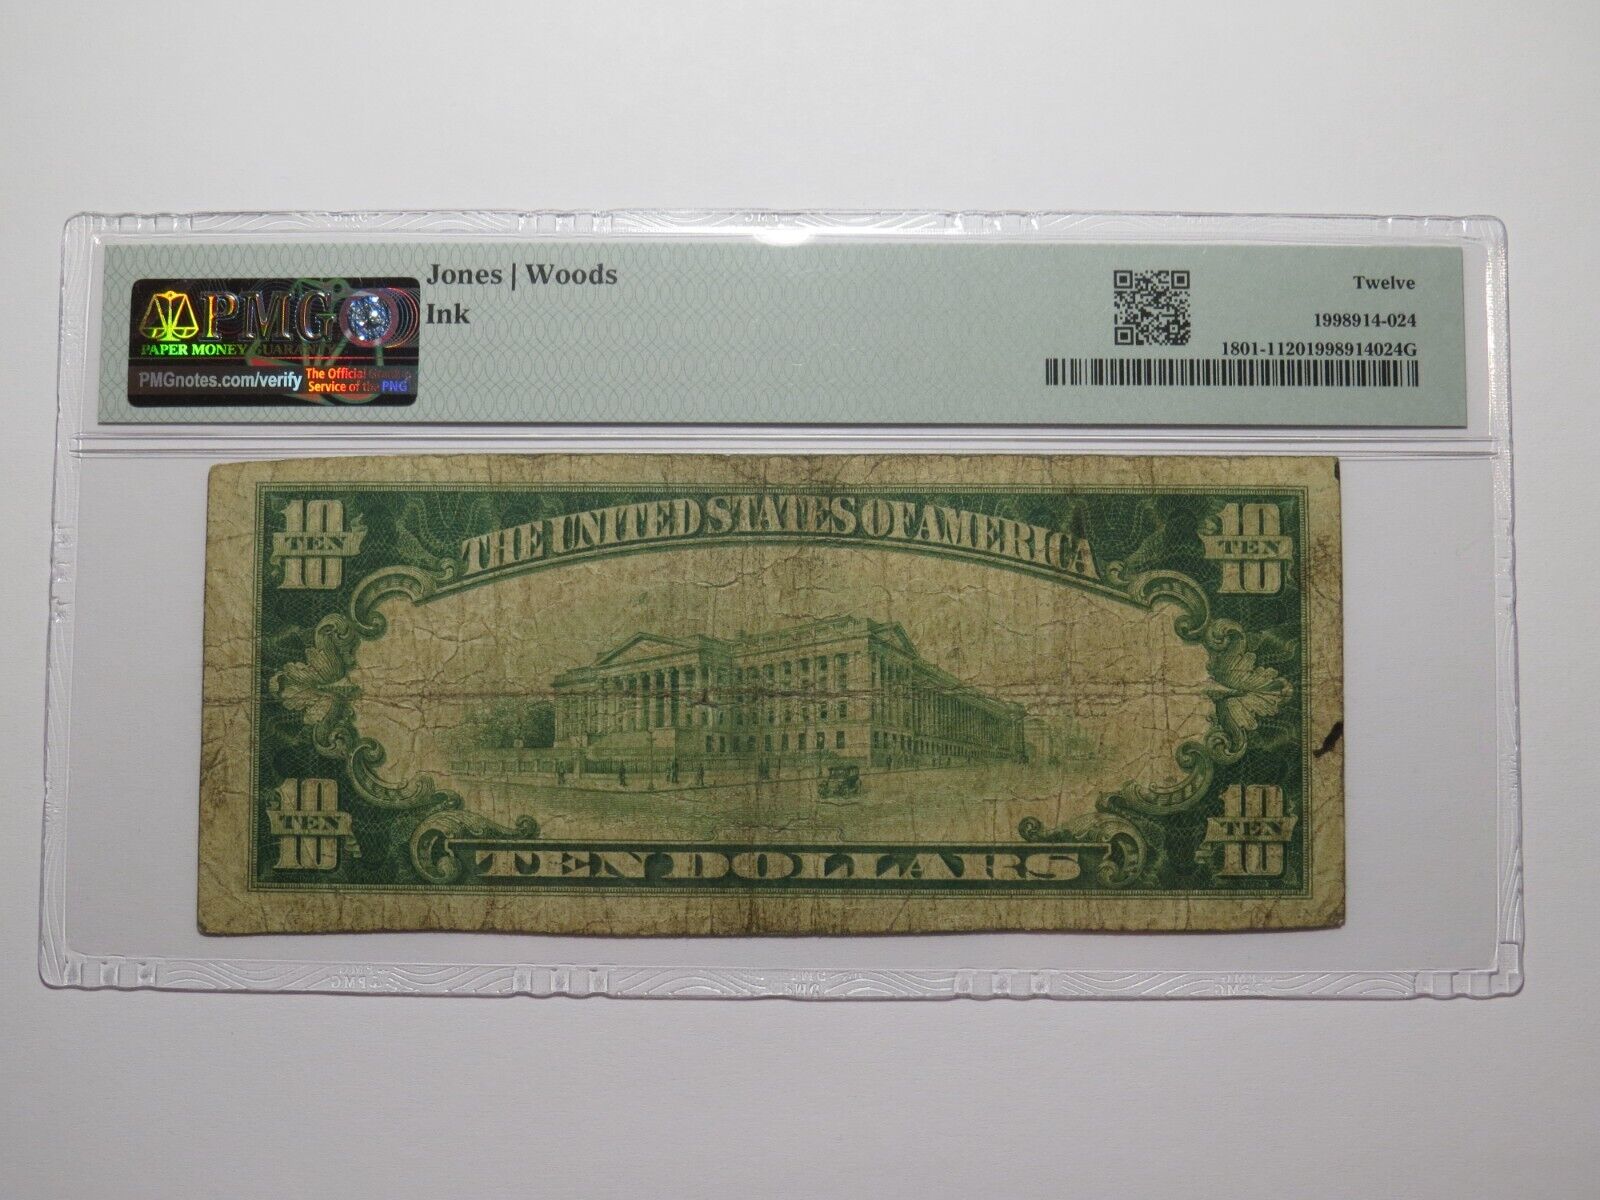 PMG
PAPER MONEY GUARANTY
PMGnotes.com/verify
The Official Grading
Service of the PNG
Jones | Woods
Ink
Twelve
1998914-024
1801-11201998914024G
10
TEN
10
THE UNITED STATES OF AMERICA
10
TEN
10
10
TEN
10
TEN DOLLARS
10
TEN
10